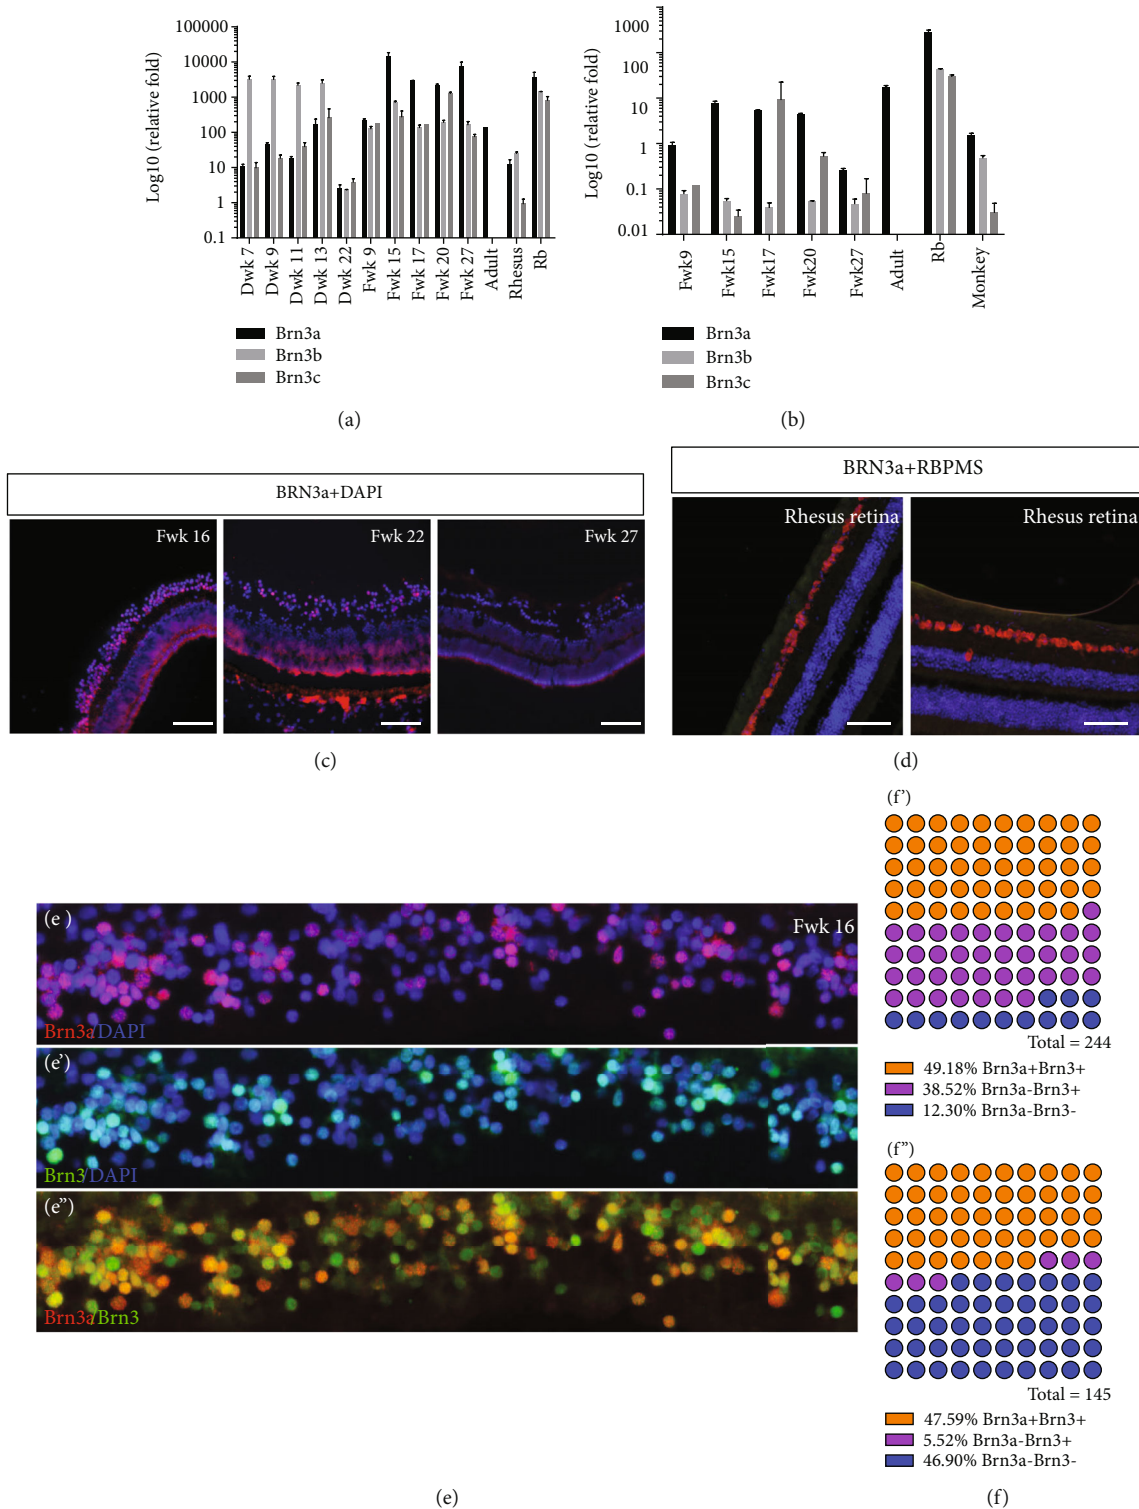 100000
10000
1000
100
10
1
0.1
Log10 (relative fold)
Dwk 7
Dwk 9
Dwk 11
Dwk 13
Dwk 22
Fwk 9
Fwk 15
Fwk 17
Fwk 20
Fwk 27
Adult
Rhesus
Rb
Brn3a
Brn3b
Brn3c
(a)
1000
100
10
1
0.1
0.01
Log10 (relative fold)
Fwk9
Fwk15
Fwk17
Fwk20
Fwk27
Adult
Rb
Monkey
Brn3a
Brn3b
Brn3c
(b)
BRN3a+DAPI
Fwk 16
Fwk 22
Fwk 27
(c)
BRN3a+RBPMS
Rhesus retina
Rhesus retina
(d)
(e )
Fwk 16
Brn3a/DAPI
(e')
Brn3/DAPI
(e")
Brn3a/Brn3
(e)
(f')
Total = 244
49.18% Brn3a+Brn3+
38.52% Brn3a-Brn3+
12.30% Brn3a-Brn3-
(f")
Total = 145
47.59% Brn3a+Brn3+
5.52% Brn3a-Brn3+
46.90% Brn3a-Brn3-
(f)